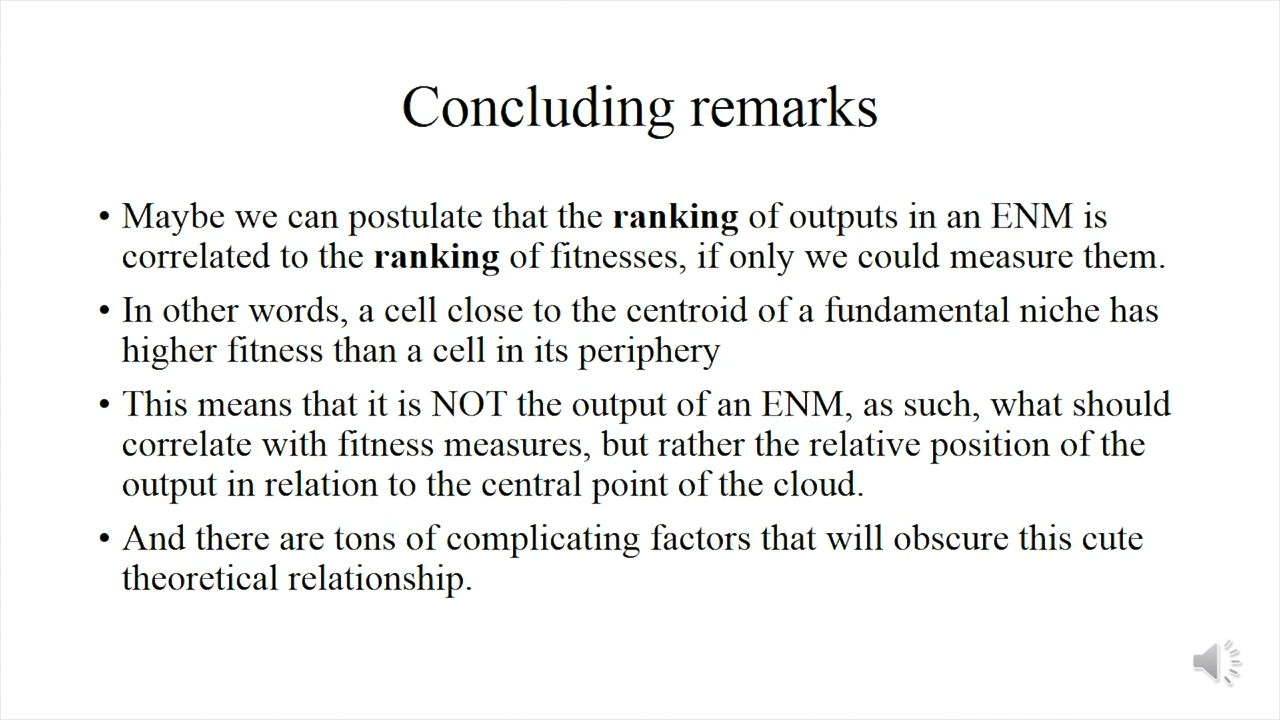 Concluding remarks
• Maybe we can postulate that the ranking of outputs in an ENM is
correlated to the ranking of fitnesses, if only we could measure them.
• In other words, a cell close to the centroid of a fundamental niche has
higher fitness than a cell in its periphery
• This means that it is NOT the output of an ENM, as such, what should
correlate with fitness measures, but rather the relative position of the
output in relation to the central point of the cloud.
• And there are tons of complicating factors that will obscure this cute
theoretical relationship.